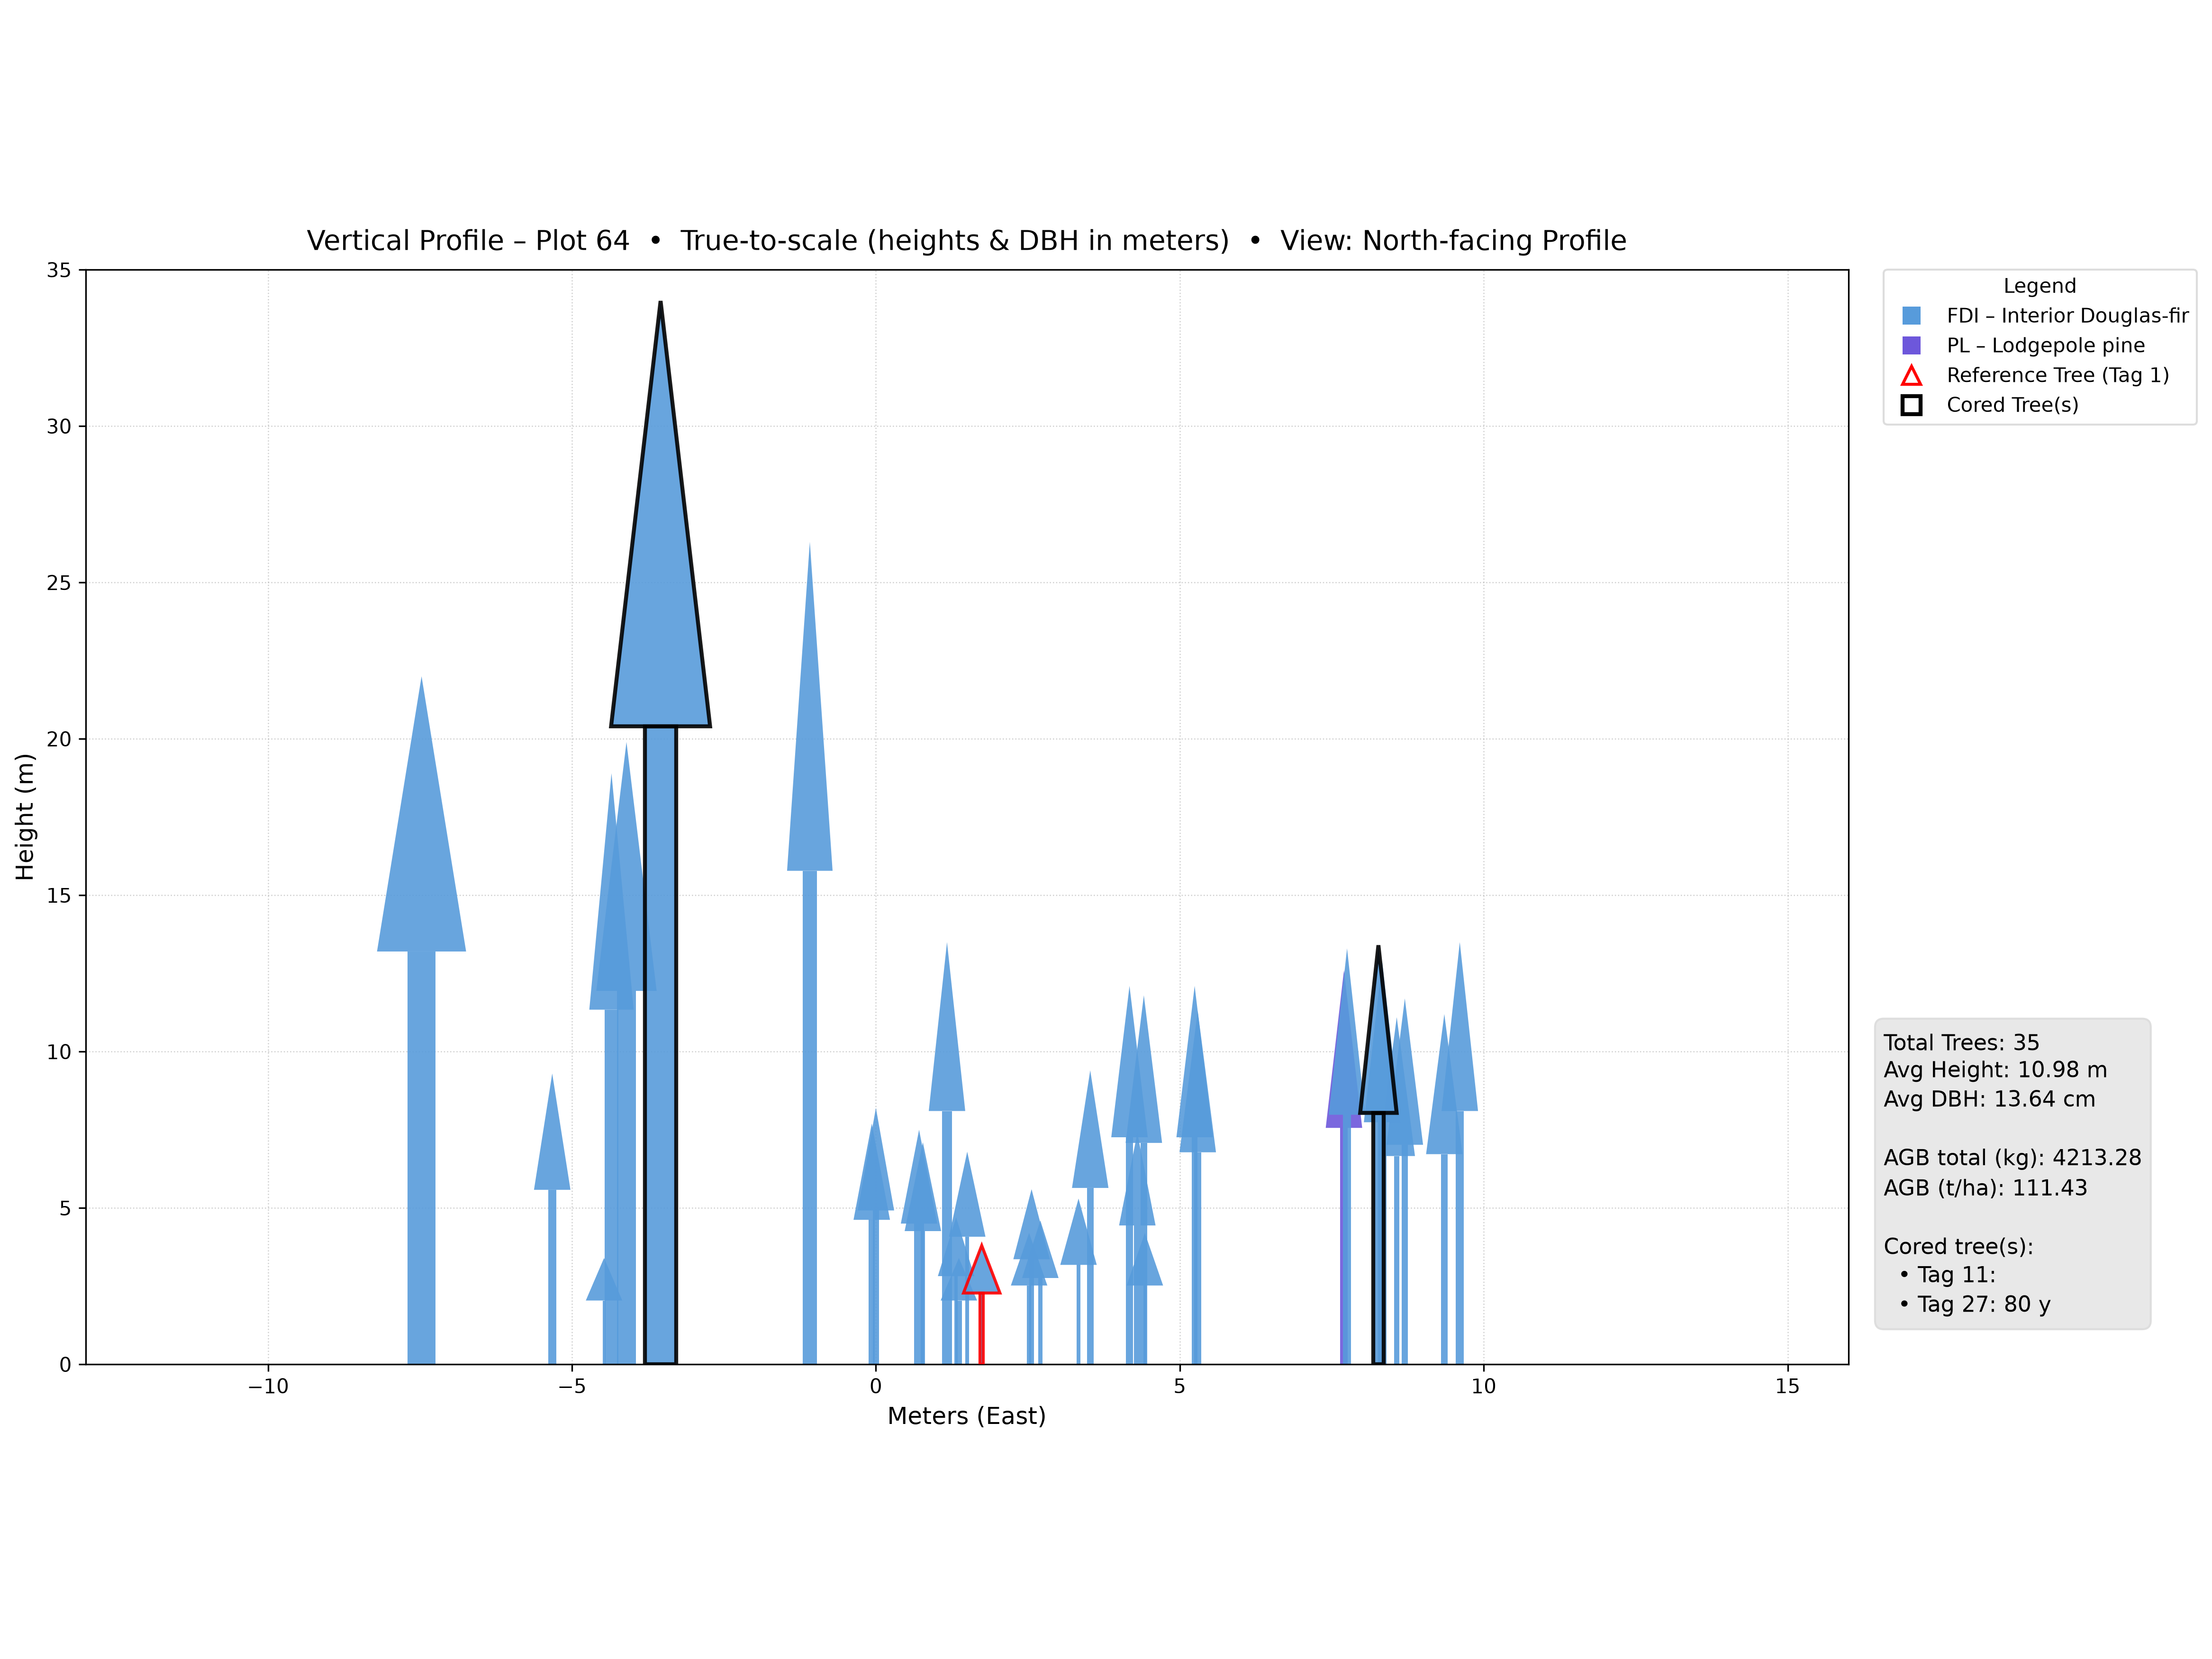 Vertical Profile – Plot 64 • True-to-scale (heights & DBH in meters) • View: North-facing Profile
35
30
25
20
15
10
5
0
Height (m)
−10
−5
0
5
10
15
Meters (East)
Legend
FDI – Interior Douglas-fir
PL – Lodgepole pine
Reference Tree (Tag 1)
Cored Tree(s)
Total Trees: 35
Avg Height: 10.98 m
Avg DBH: 13.64 cm
AGB total (kg): 4213.28
AGB (t/ha): 111.43
Cored tree(s):
• Tag 11:
• Tag 27: 80 y